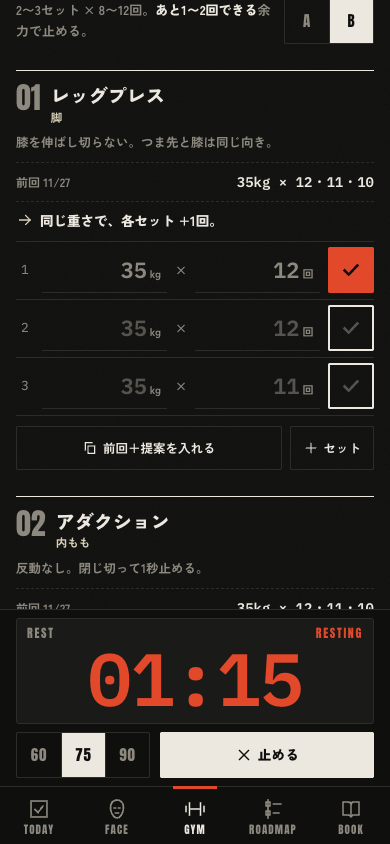 2〜3セット × 8〜12回。あと1〜2回できる余
力で止める。
A B
01 レッグプレス
脚
膝を伸ばし切らない。つま先と膝は同じ向き。
前回 11/27 35kg × 12・11・10
→ 同じ重さで、各セット +1回。
1 35 kg × 12 回
2 35 kg × 12 回
3 35 kg × 11 回
前回＋提案を入れる ＋ セット
02 アダクション
内もも
反動なし。閉じ切って1秒止める。
前回 11/27 35kg × 12・11・10
REST RESTING
01:15
60 75 90 × 止める
TODAY FACE GYM ROADMAP BOOK